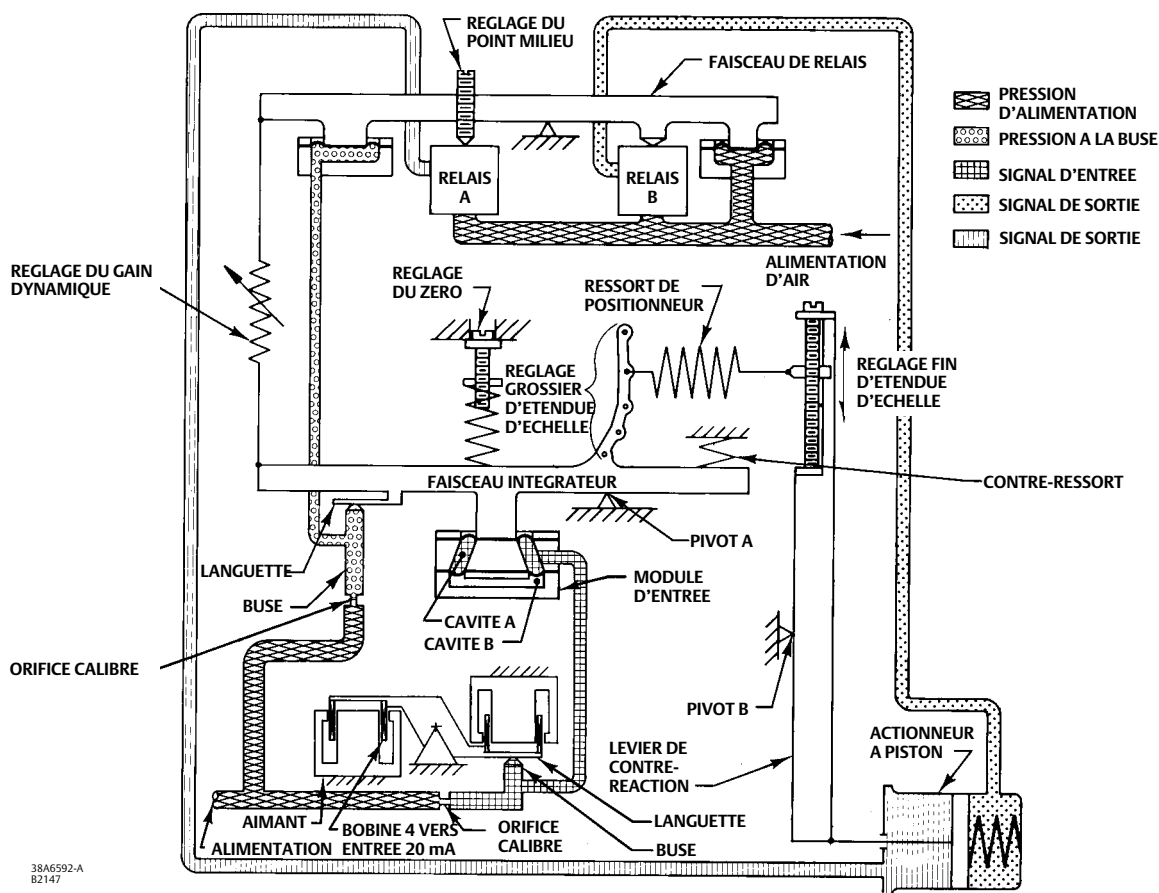 REGLAGE DU
POINT MILIEU
FAISCEAU DE RELAIS
PRESSION
D'ALIMENTATION
PRESSION A LA BUSE
SIGNAL D'ENTREE
SIGNAL DE SORTIE
SIGNAL DE SORTIE
RELAIS
A
RELAIS
B
ALIMENTATION
D'AIR
REGLAGE DU GAIN
DYNAMIQUE
REGLAGE
DU ZERO
RESSORT DE
POSITIONNEUR
REGLAGE
GROSSIER
D'ETENDUE
D'ECHELLE
REGLAGE FIN
D'ETENDUE
D'ECHELLE
FAISCEAU INTEGRATEUR
CONTRE-RESSORT
PIVOT A
LANGUETTE
BUSE
MODULE
D'ENTREE
CAVITE A
CAVITE B
ORIFICE CALIBRE
PIVOT B
ACTIONNEUR
A PISTON
LEVIER DE
CONTRE-
REACTION
AIMANT
ALIMENTATION
BOBINE 4 VERS
ENTREE 20 mA
ORIFICE
CALIBRE
LANGUETTE
BUSE
38A6592-A
B2147